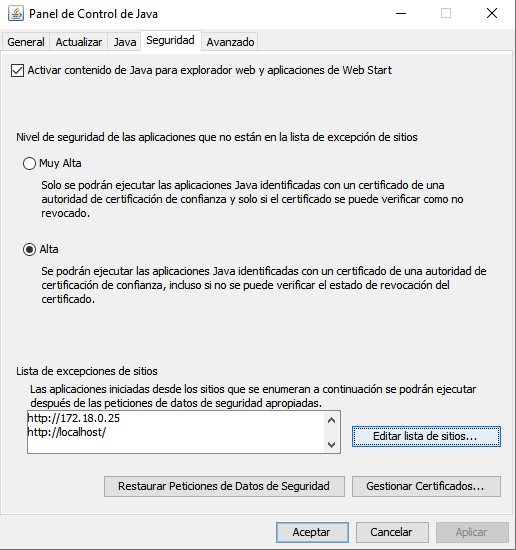 Panel de Control de Java
General Actualizar Java Seguridad Avanzado
Activar contenido de Java para explorador web y aplicaciones de Web Start
Nivel de seguridad de las aplicaciones que no están en la lista de excepción de sitios
Muy Alta
Solo se podrán ejecutar las aplicaciones Java identificadas con un certificado de una
autoridad de certificación de confianza y solo si el certificado se puede verificar como no
revocado.
Alta
Se podrán ejecutar las aplicaciones Java identificadas con un certificado de una autoridad de
certificación de confianza, incluso si no se puede verificar el estado de revocación del
certificado.
Lista de excepciones de sitios
Las aplicaciones iniciadas desde los sitios que se enumeran a continuación se podrán ejecutar
después de las peticiones de datos de seguridad apropiadas.
http://172.18.0.25
http://localhost/
Editar lista de sitios...
Restaurar Peticiones de Datos de Seguridad Gestionar Certificados...
Aceptar Cancelar Aplicar